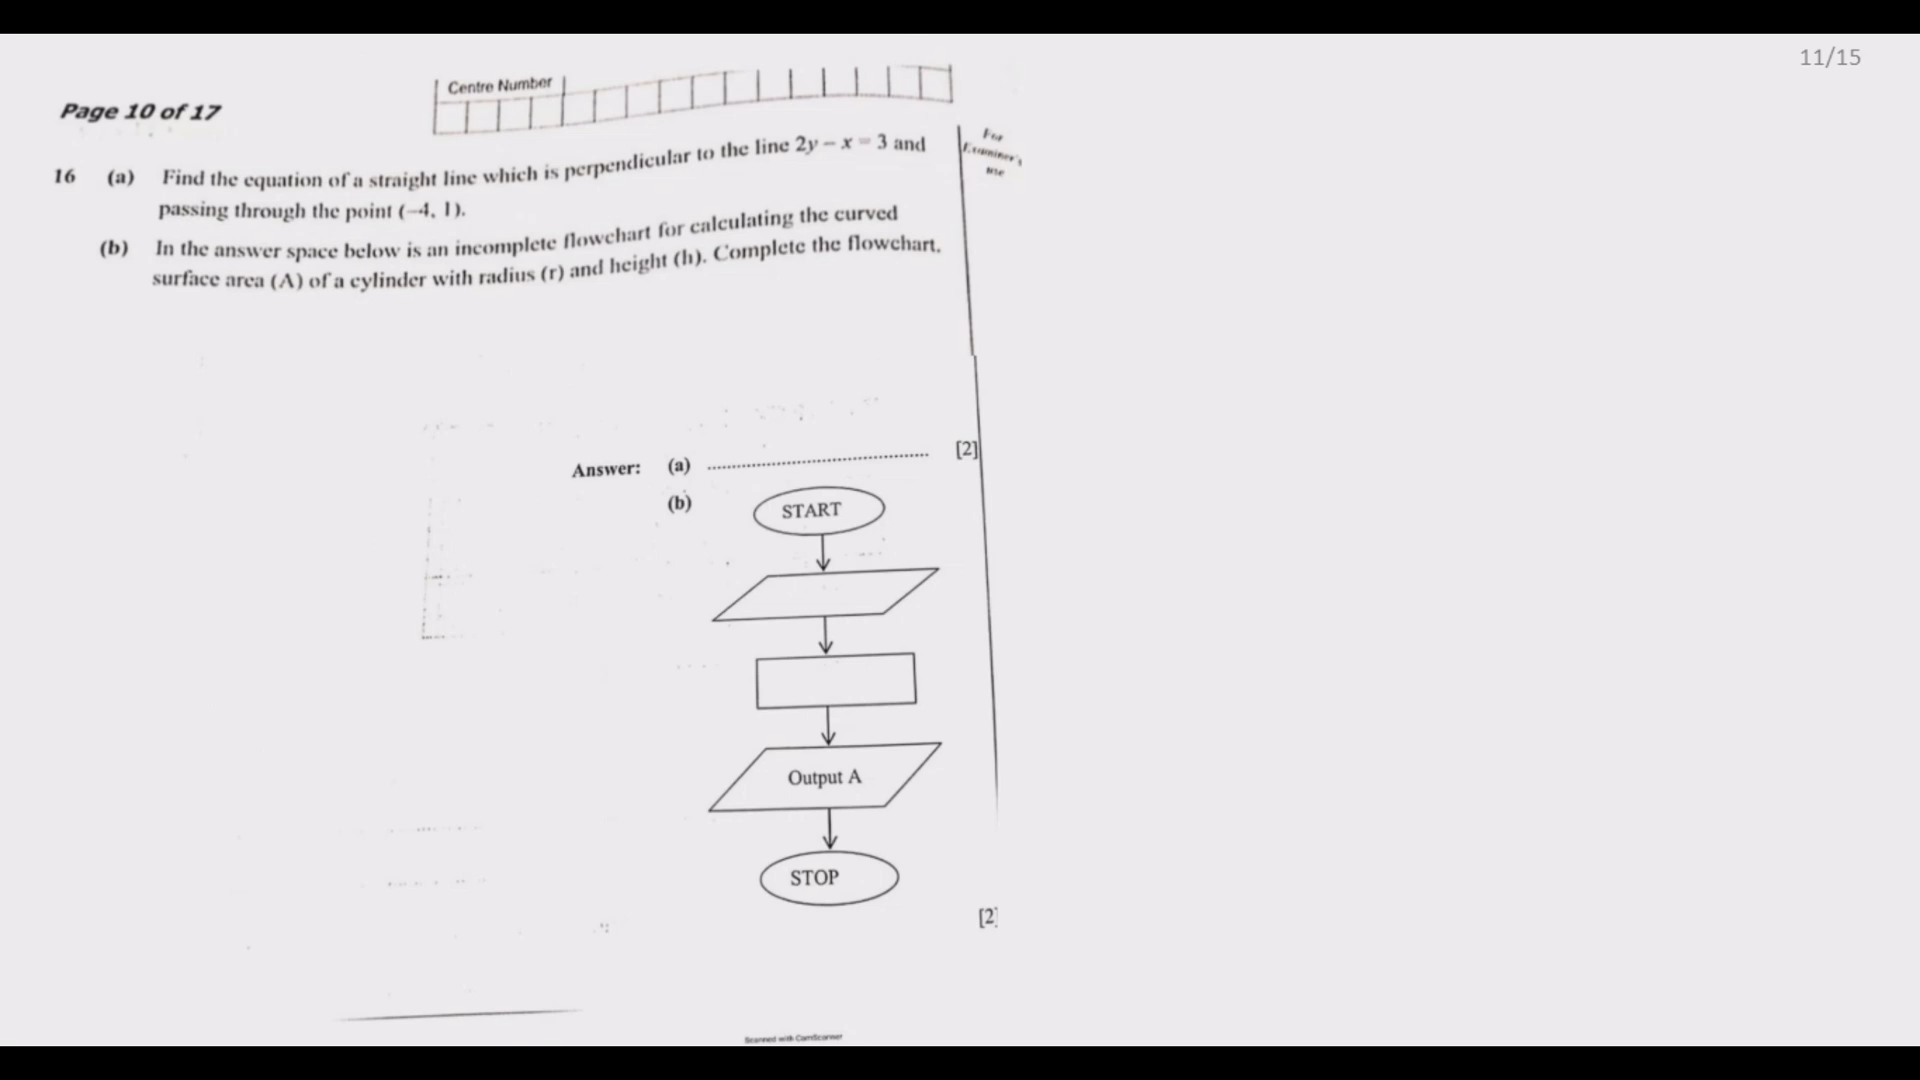 11/15
Centre Number
Page 10 of 17
For
Examiner's
use
16 (a) Find the equation of a straight line which is perpendicular to the line 2y – x = 3 and
passing through the point (–4, 1).
(b) In the answer space below is an incomplete flowchart for calculating the curved
surface area (A) of a cylinder with radius (r) and height (h). Complete the flowchart.
Answer: (a) .......................................... [2]
(b)
START
Output A
STOP
[2]
Scanned with CamScanner